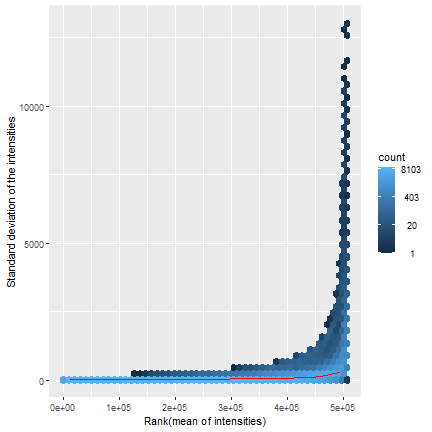 Standard deviation of the intensities
10000
5000
0
0e+00 1e+05 2e+05 3e+05 4e+05 5e+05
Rank(mean of intensities)
count
8103
403
20
1